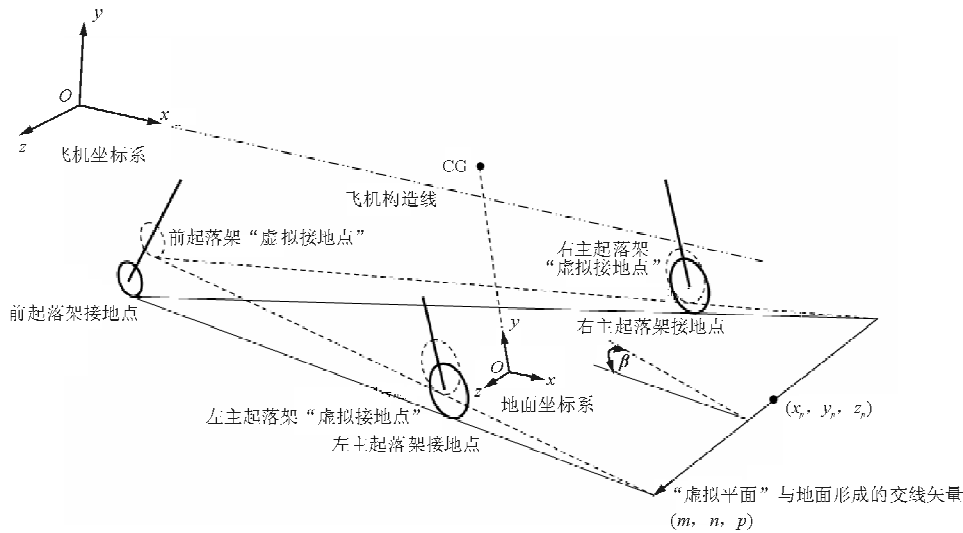 y
O
x
z
飞机坐标系
CG
飞机构造线
前起落架“虚拟接地点”
右主起落架
“虚拟接地点”
前起落架接地点
右主起落架接地点
y
β
O
x
z
地面坐标系
(xp，yp，zp)
左主起落架“虚拟接地点”
左主起落架接地点
“虚拟平面”与地面形成的交线矢量
(m，n，p)